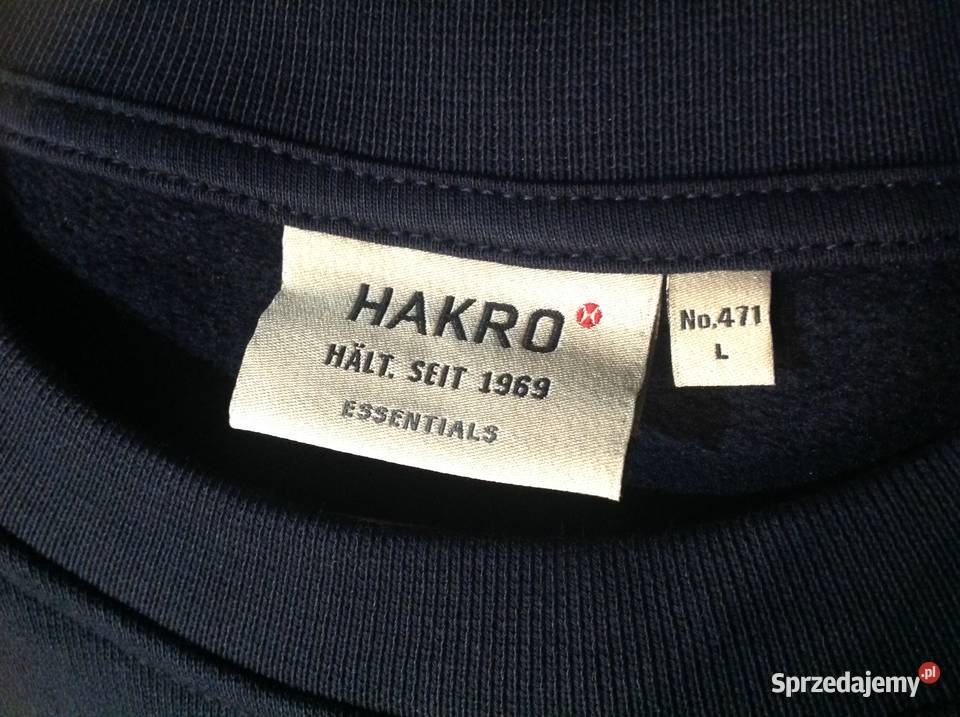 HAKRO
HÄLT. SEIT 1969
ESSENTIALS
No.471
L
Sprzedajemy.pl